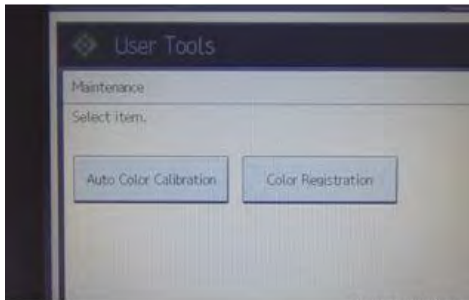 User Tools
Maintenance
Select item.
Auto Color Calibration
Color Registration